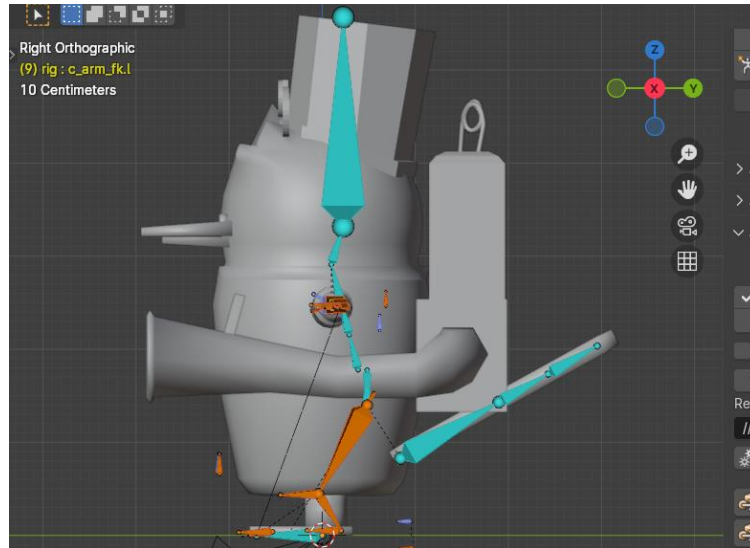 Right Orthographic
(9) rig : c_arm_fk.l
10 Centimeters
Z
X
Y
Re